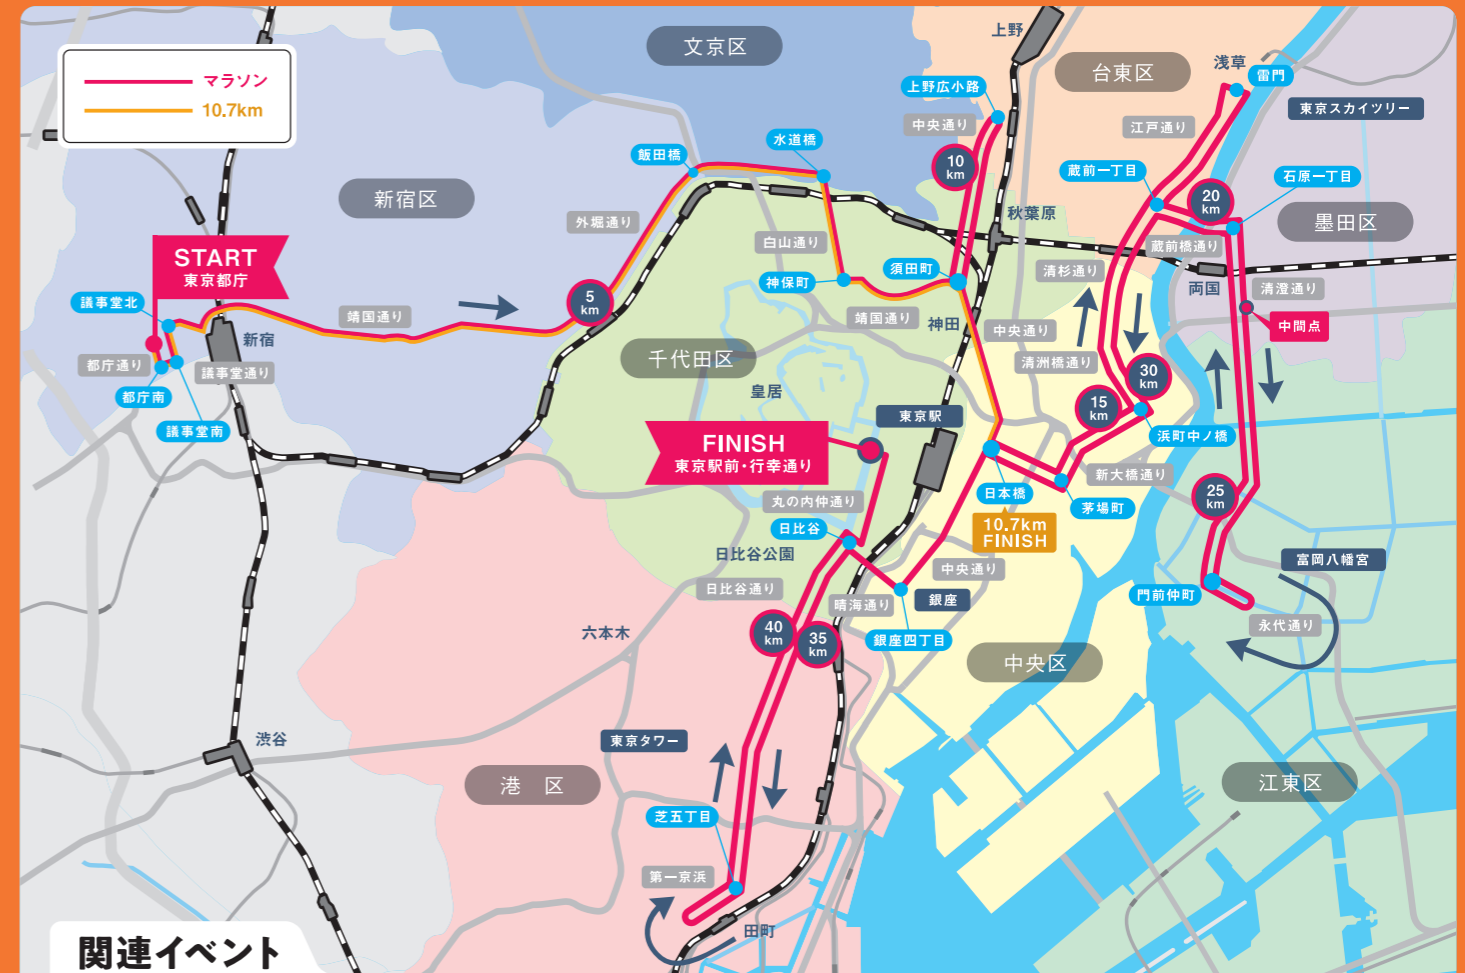 マラソン
10.7km
文京区
上野
台東区
浅草
雷門
東京スカイツリー
上野広小路
中央通り
江戸通り
水道橋
飯田橋
10
km
蔵前一丁目
石原一丁目
20
km
新宿区
墨田区
外堀通り
白山通り
秋葉原
蔵前橋通り
START
東京都庁
神保町
須田町
清杉通り
両国
清澄通り
議事堂北
5
km
靖国通り
靖国通り
神田
中央通り
中間点
新宿
都庁通り
議事堂通り
千代田区
清洲橋通り
皇居
30
km
都庁南
15
km
東京駅
議事堂南
浜町中ノ橋
FINISH
東京駅前・行幸通り
新大橋通り
丸の内仲通り
日本橋
茅場町
25
km
10.7km
FINISH
日比谷
日比谷公園
中央通り
富岡八幡宮
日比谷通り
晴海通り
銀座
門前仲町
永代通り
六本木
40
km
35
km
銀座四丁目
中央区
渋谷
東京タワー
港 区
江東区
芝五丁目
第一京浜
田町
関連イベント